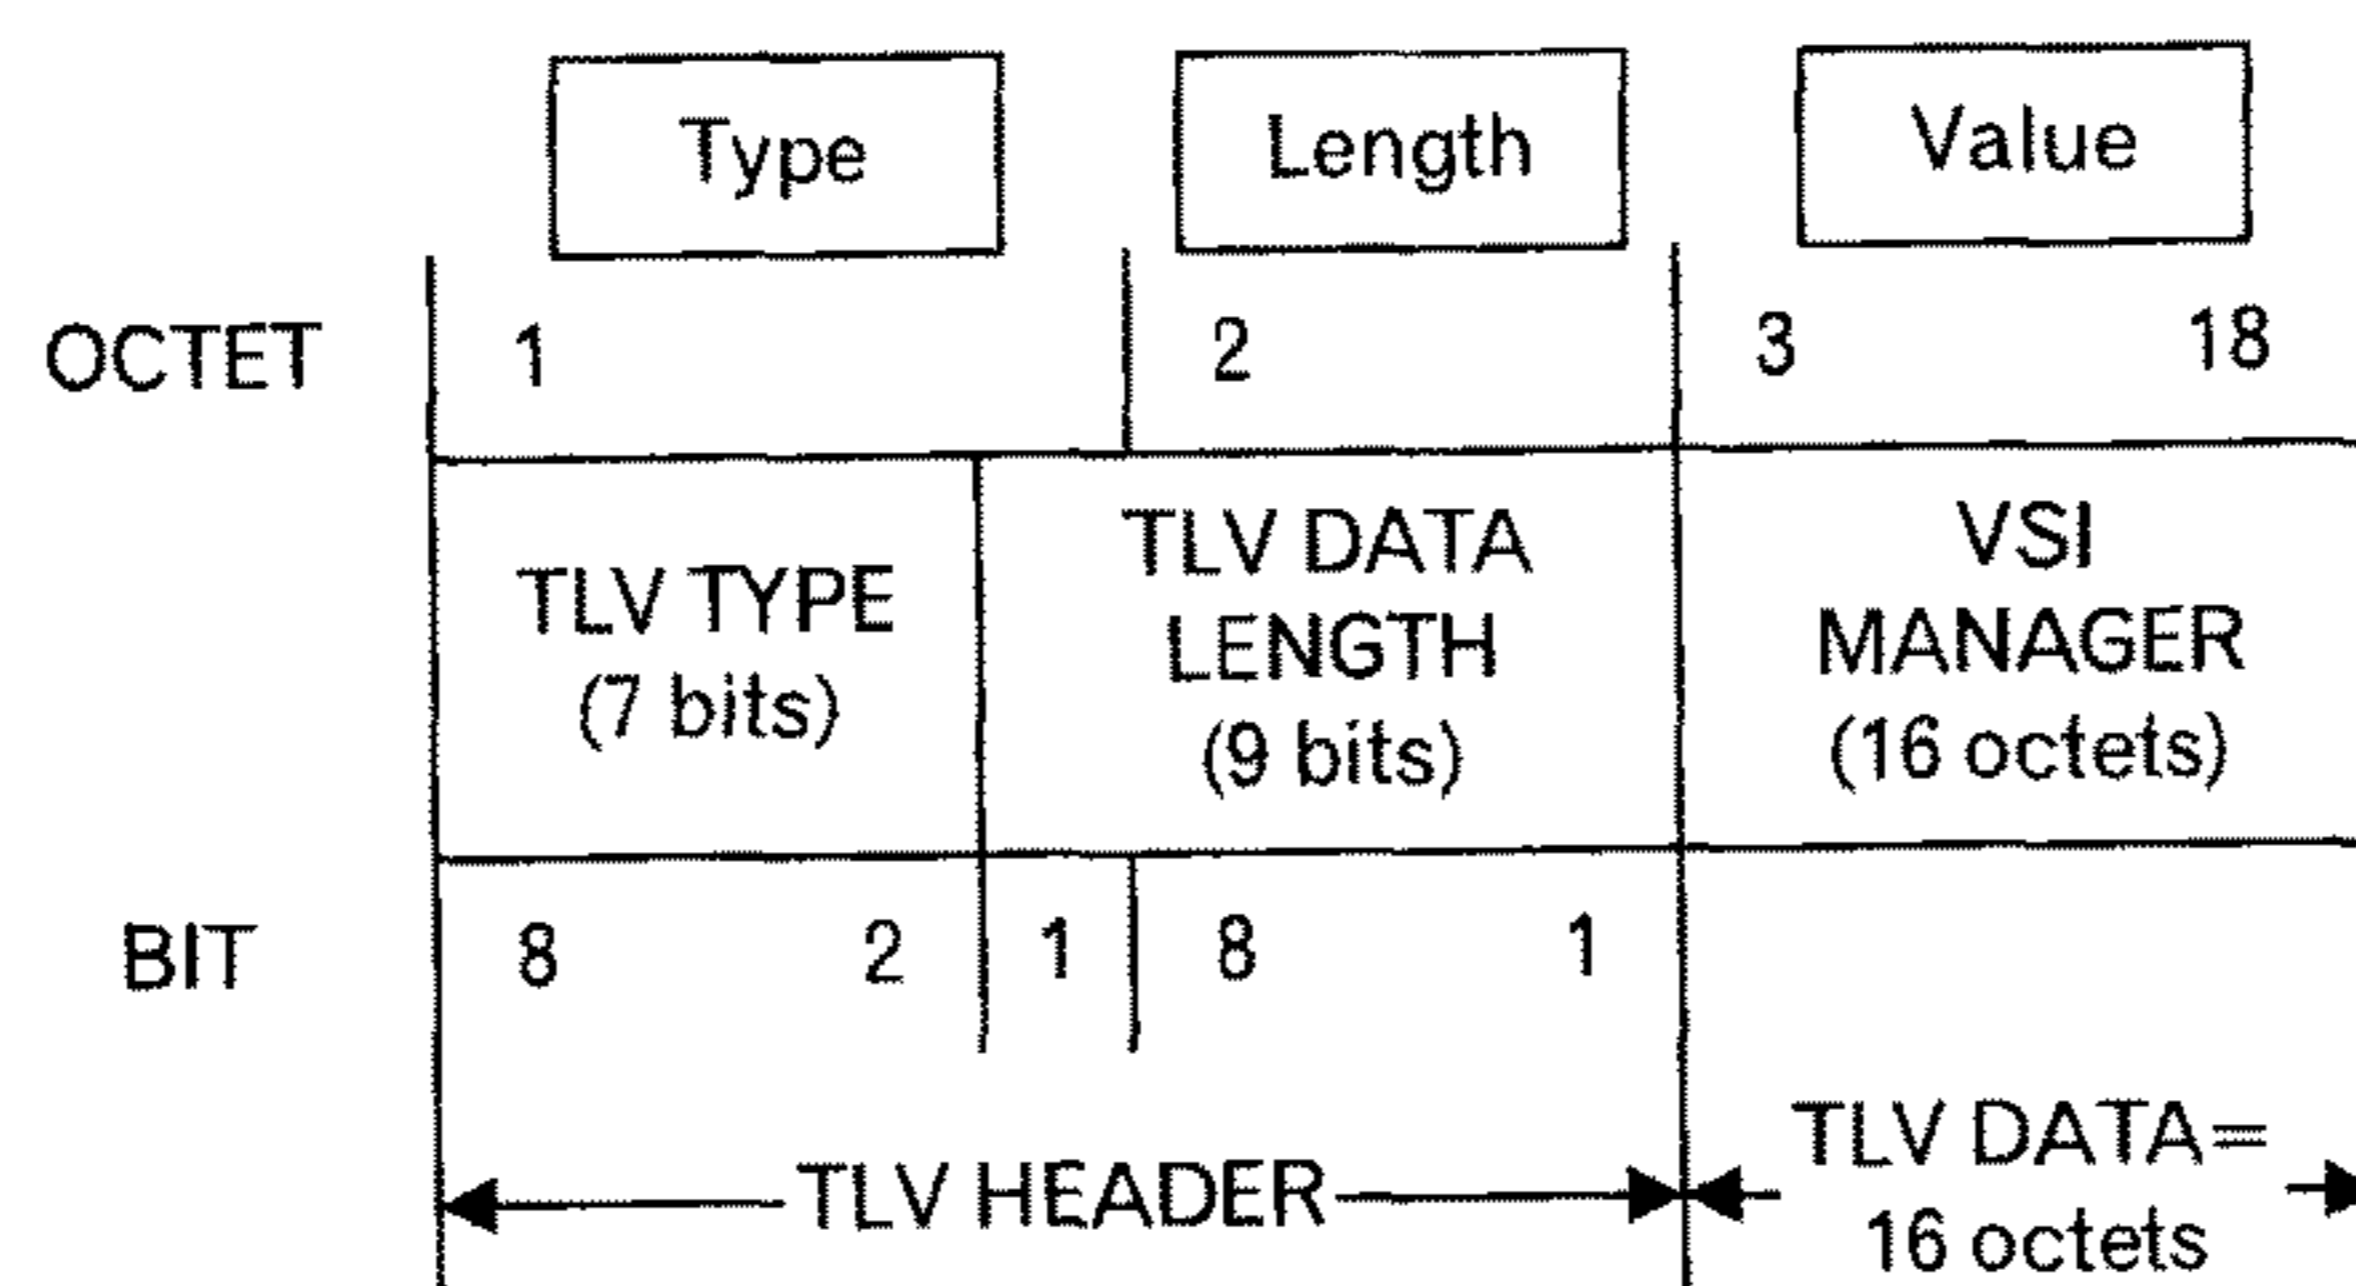 Type Length Value
OCTET 1 2 3 18
TLV TYPE
(7 bits)
TLV DATA
LENGTH
(9 bits)
VSI
MANAGER
(16 octets)
BIT 8 2 1 8 1
TLV HEADER
TLV DATA=
16 octets